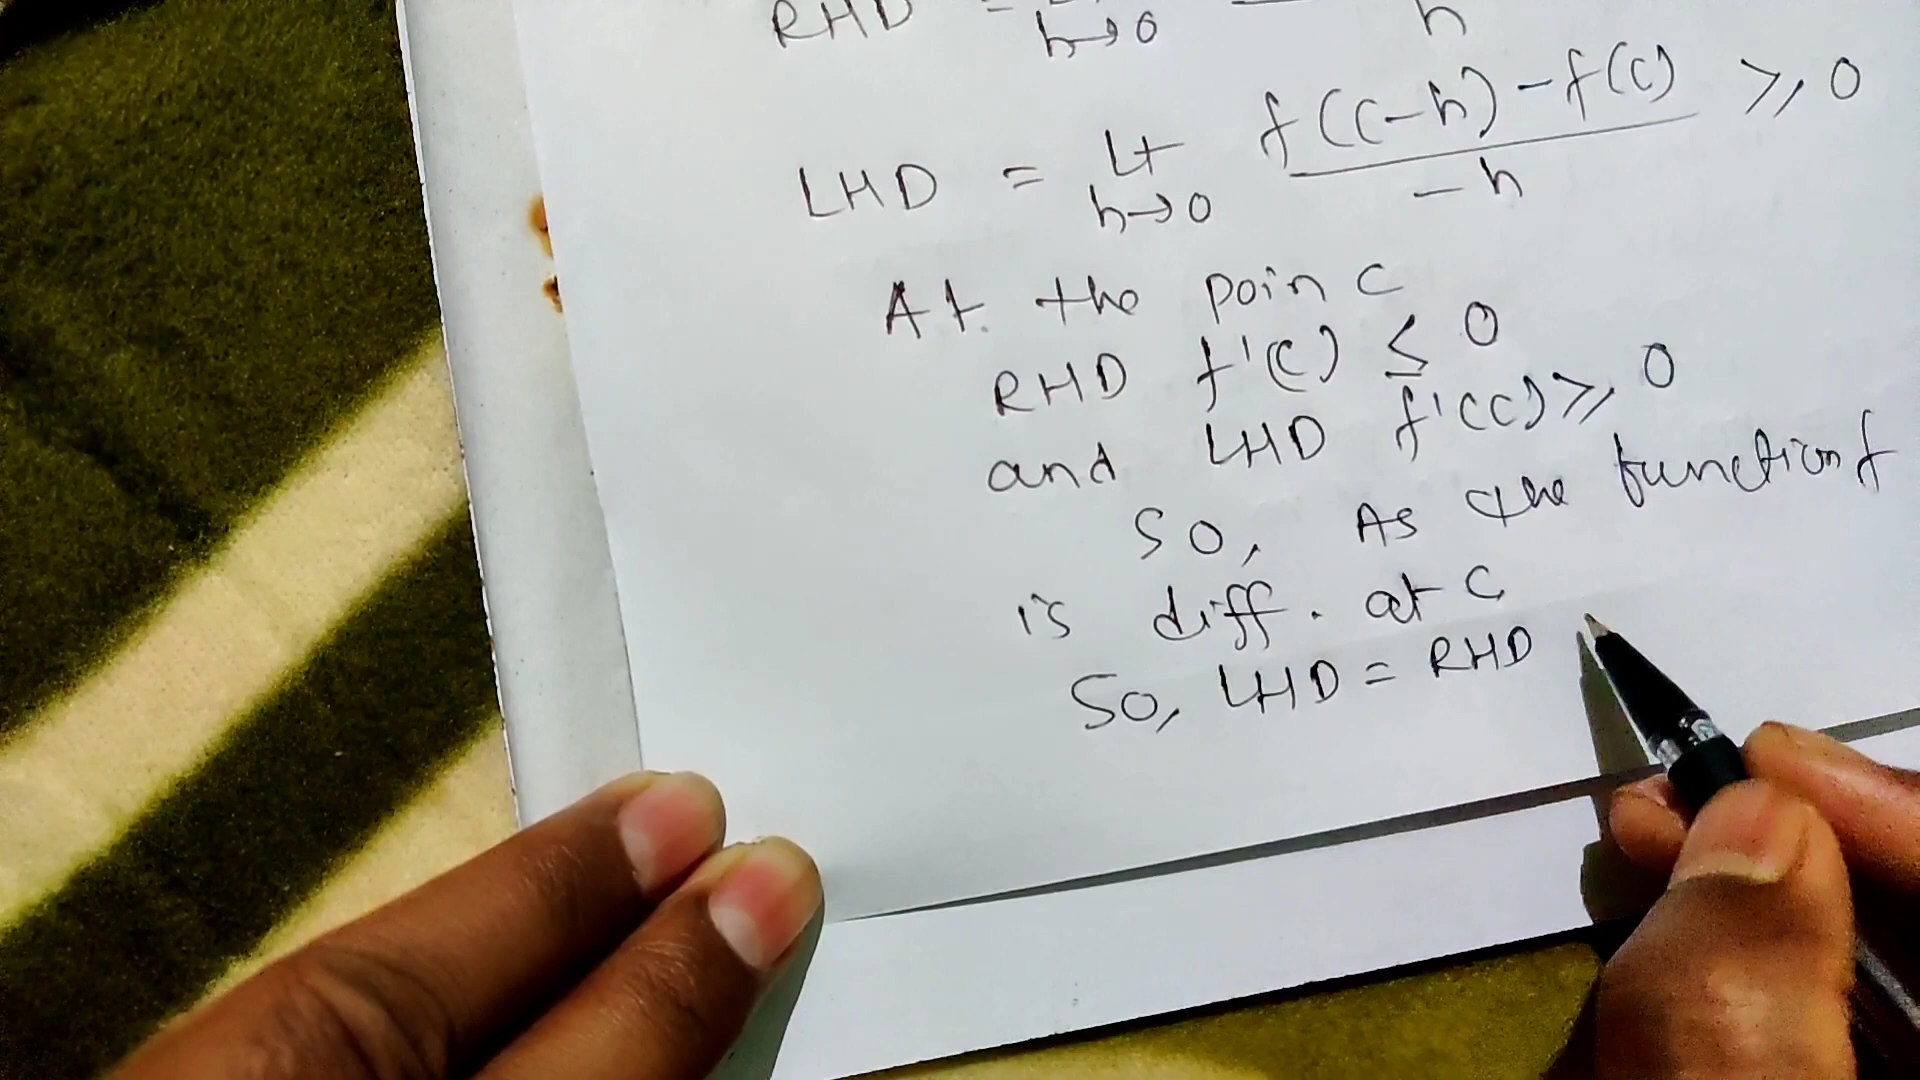 RHD = h→0 h
LHD = Lt h→0 f(c-h) - f(c) / -h ≥ 0
At the poin c
RHD f'(c) ≤ 0
and LHD f'(c) ≥ 0
So, As the function f
is diff. at c
So, LHD = RHD